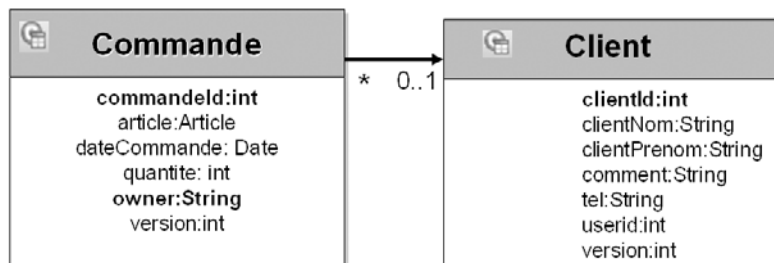 Commande
commandeId:int
article:Article
dateCommande: Date
quantite: int
owner:String
version:int
* 0..1
Client
clientId:int
clientNom:String
clientPrenom:String
comment:String
tel:String
userid:int
version:int